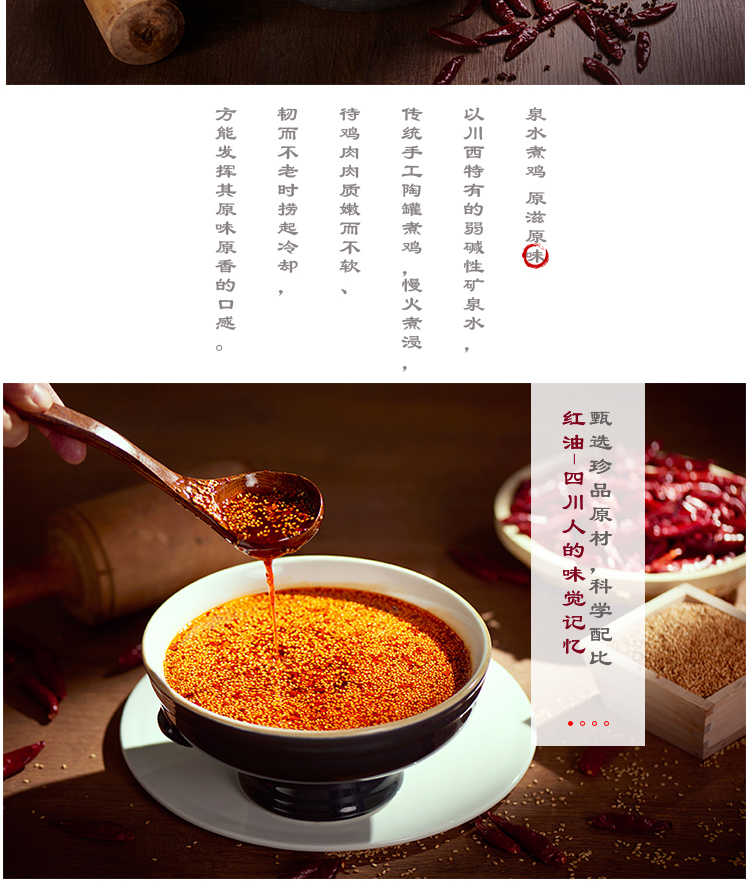 泉水煮鸡 原滋原味
以川西特有的弱碱性矿泉水，
传统手工陶罐煮鸡，慢火煮浸，
待鸡肉肉质嫩而不软、
韧而不老时捞起冷却，
方能发挥其原味原香的口感。
甄选珍品原材，科学配比
红油-四川人的味觉记忆